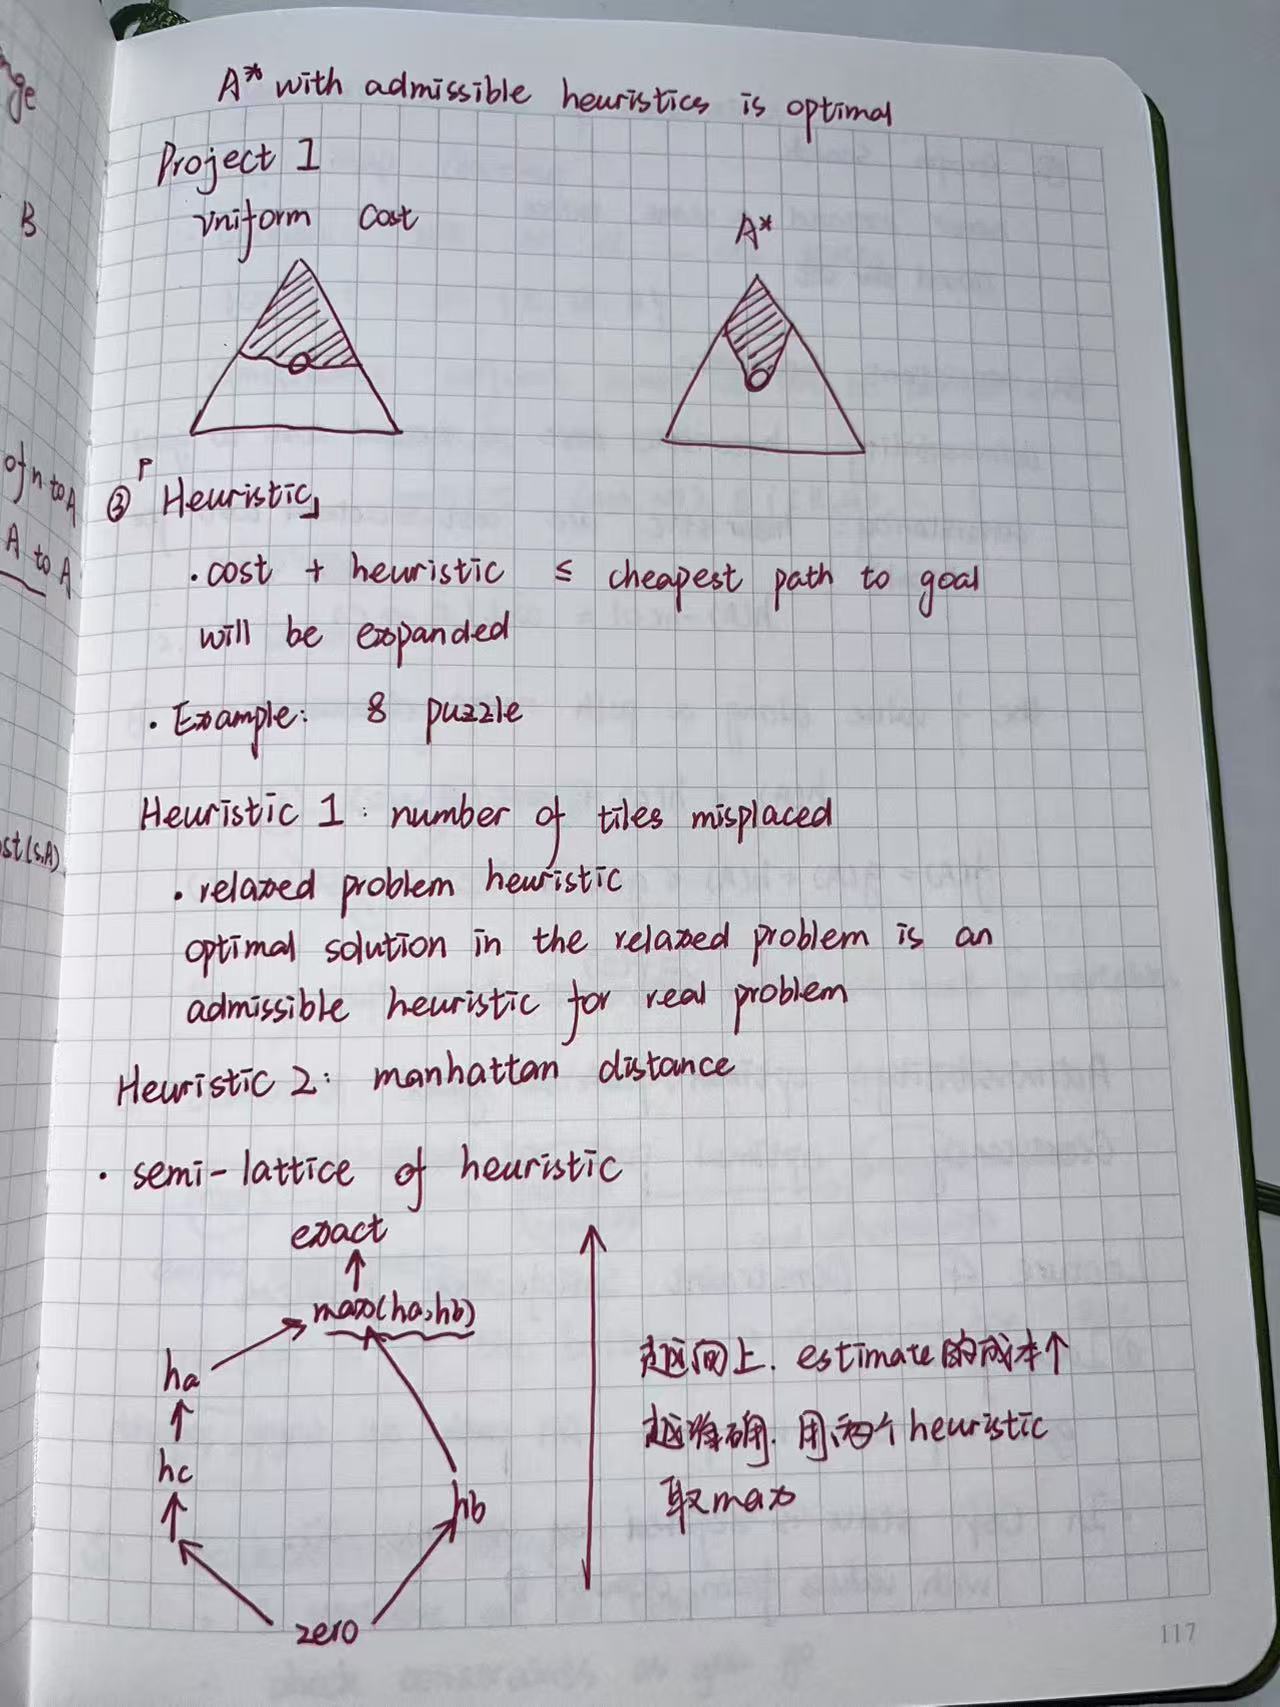 nge
B
of n to A
A to A
st(s,A)
A* with admissible heuristics is optimal
Project 1
Uniform cost
A*
③ 「Heuristic」
· cost + heuristic ≤ cheapest path to goal
will be expanded
· Example: 8 puzzle
Heuristic 1: number of tiles misplaced
· relaxed problem heuristic
optimal solution in the relaxed problem is an
admissible heuristic for real problem
Heuristic 2: manhattan distance
· semi-lattice of heuristic
exact
↑
max(ha,hb)
ha
↑
hc
↑
hb
zero
越向上. estimate的成本↑
越准确. 用两个heuristic
取max
117